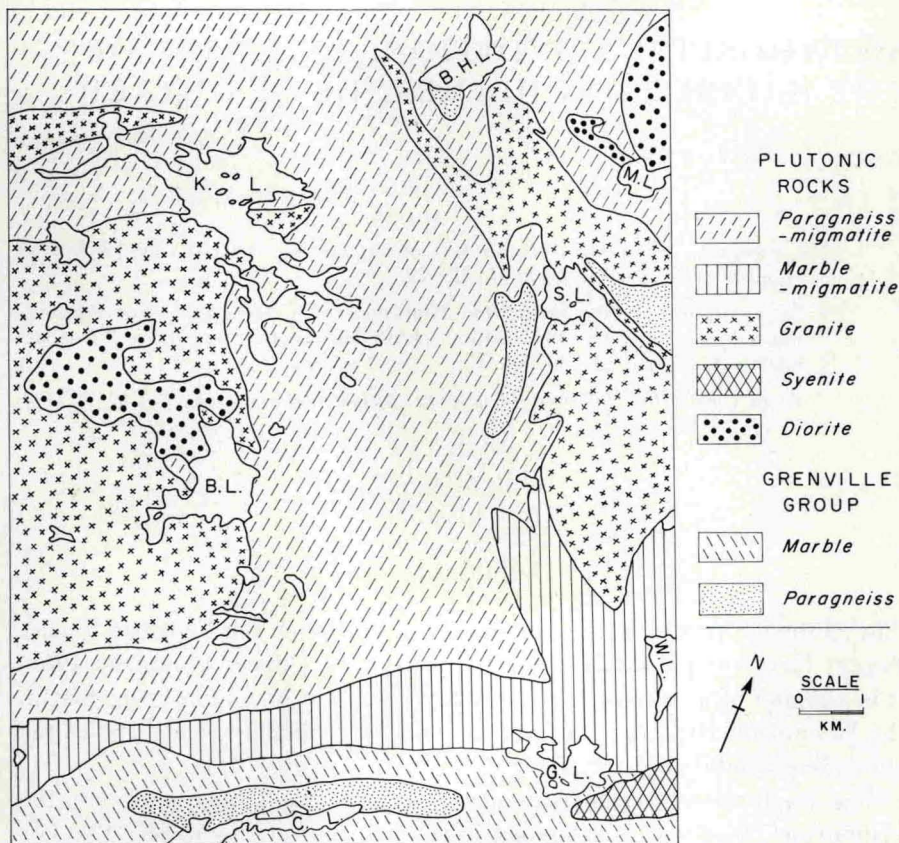 B.H.L.
M.L.
K. L.
S.L.
B.L.
W.L.
G. L.
C. L.
PLUTONIC
ROCKS
Paragneiss
-migmatite
Marble
-migmatite
Granite
Syenite
Diorite
GRENVILLE
GROUP
Marble
Paragneiss
N
SCALE
0 1
KM.